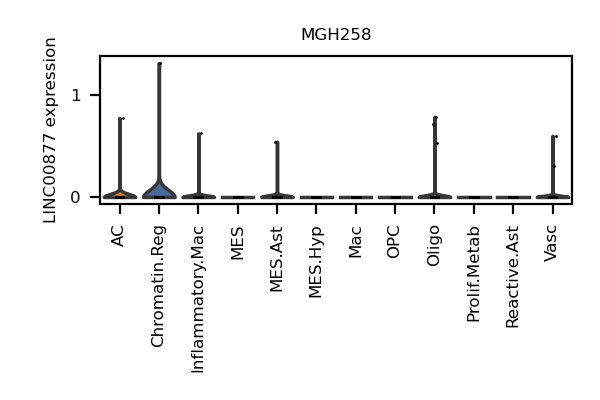 MGH258
LINC00877 expression
1
0
AC
Chromatin.Reg
Inflammatory.Mac
MES
MES.Ast
MES.Hyp
Mac
OPC
Oligo
Prolif.Metab
Reactive.Ast
Vasc